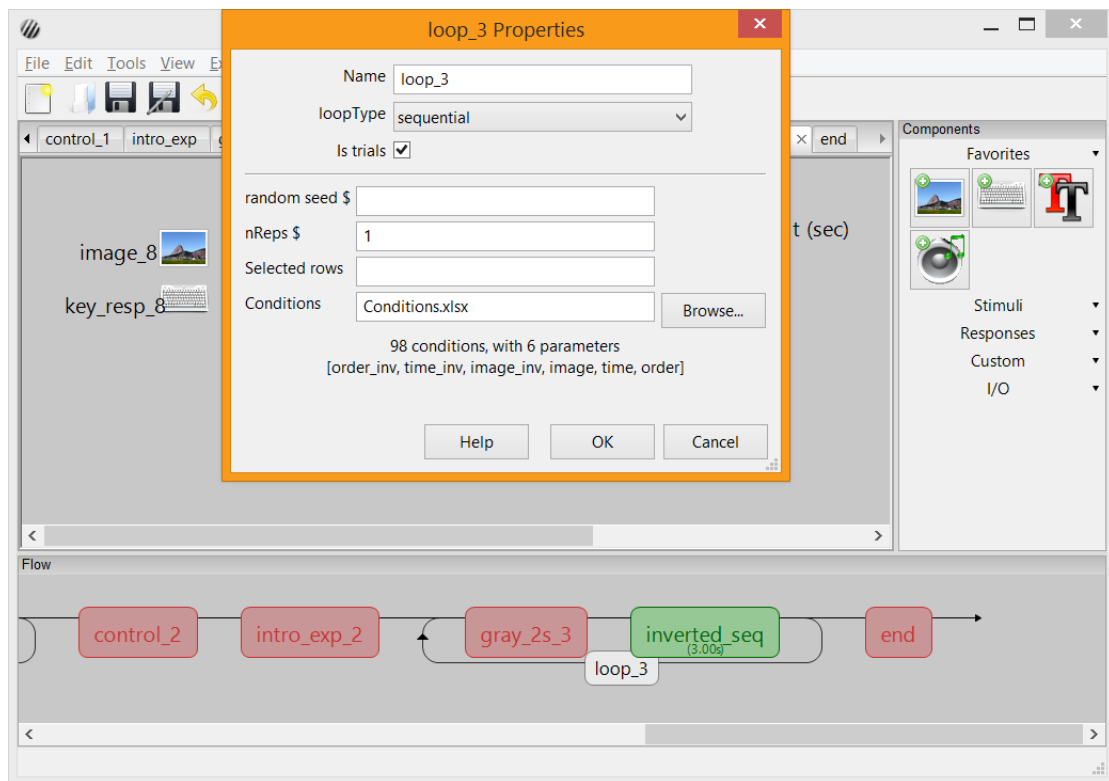 loop_3 Properties
File Edit Tools View
Name loop_3
loopType sequential
Is trials
control_1 intro_exp
end
Components
Favorites
random seed $
nReps $ 1
t (sec)
image_8
Selected rows
key_resp_8
Conditions Conditions.xlsx Browse...
Stimuli
Responses
Custom
I/O
98 conditions, with 6 parameters
[order_inv, time_inv, image_inv, image, time, order]
Help OK Cancel
Flow
control_2 intro_exp_2 gray_2s_3 inverted_seq end
(3.00s)
loop_3